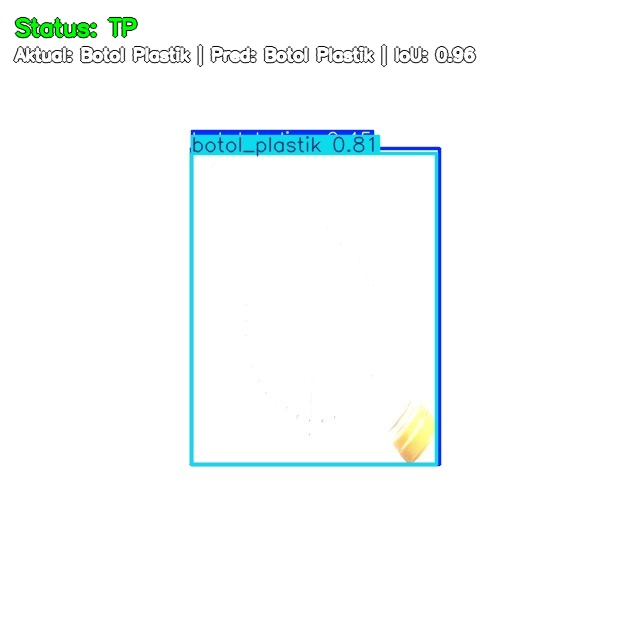 Status: TP
Aktual: Botol Plastik | Pred: Botol Plastik | IoU: 0.96
botol_plastik 0.81